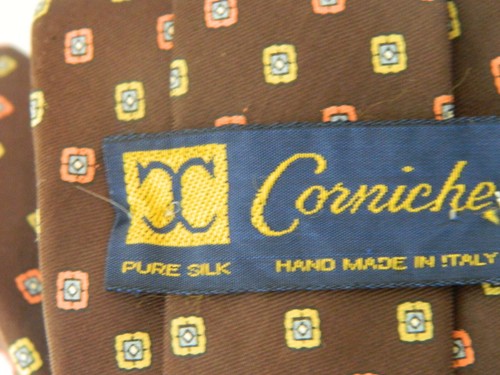 Corniche
PURE SILK HAND MADE IN ITALY